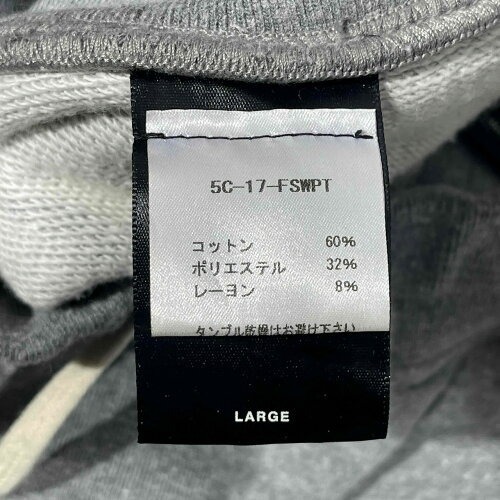 5C-17-FSWPT
コットン 60%
ポリエステル 32%
レーヨン 8%
タンブル乾燥はお避け下さい
LARGE